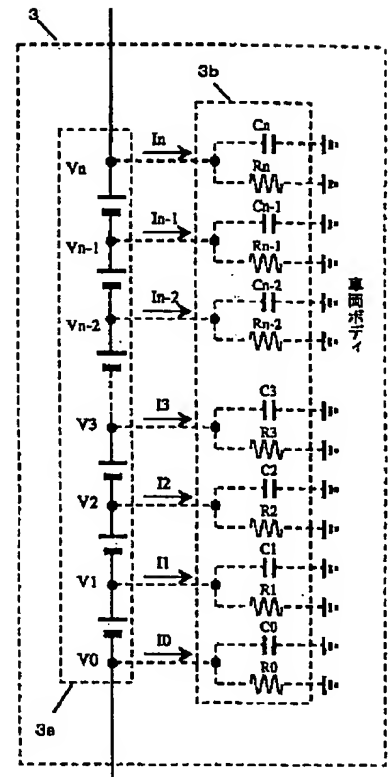 3
3b
Cn
In
Vn
Rn
Cn-1
In-1
Vn-1
Rn-1
Cn-2
In-2
Vn-2
Rn-2
車両ボディ
C3
I3
V3
R3
C2
I2
V2
R2
C1
I1
V1
R1
C0
I0
V0
R0
3a